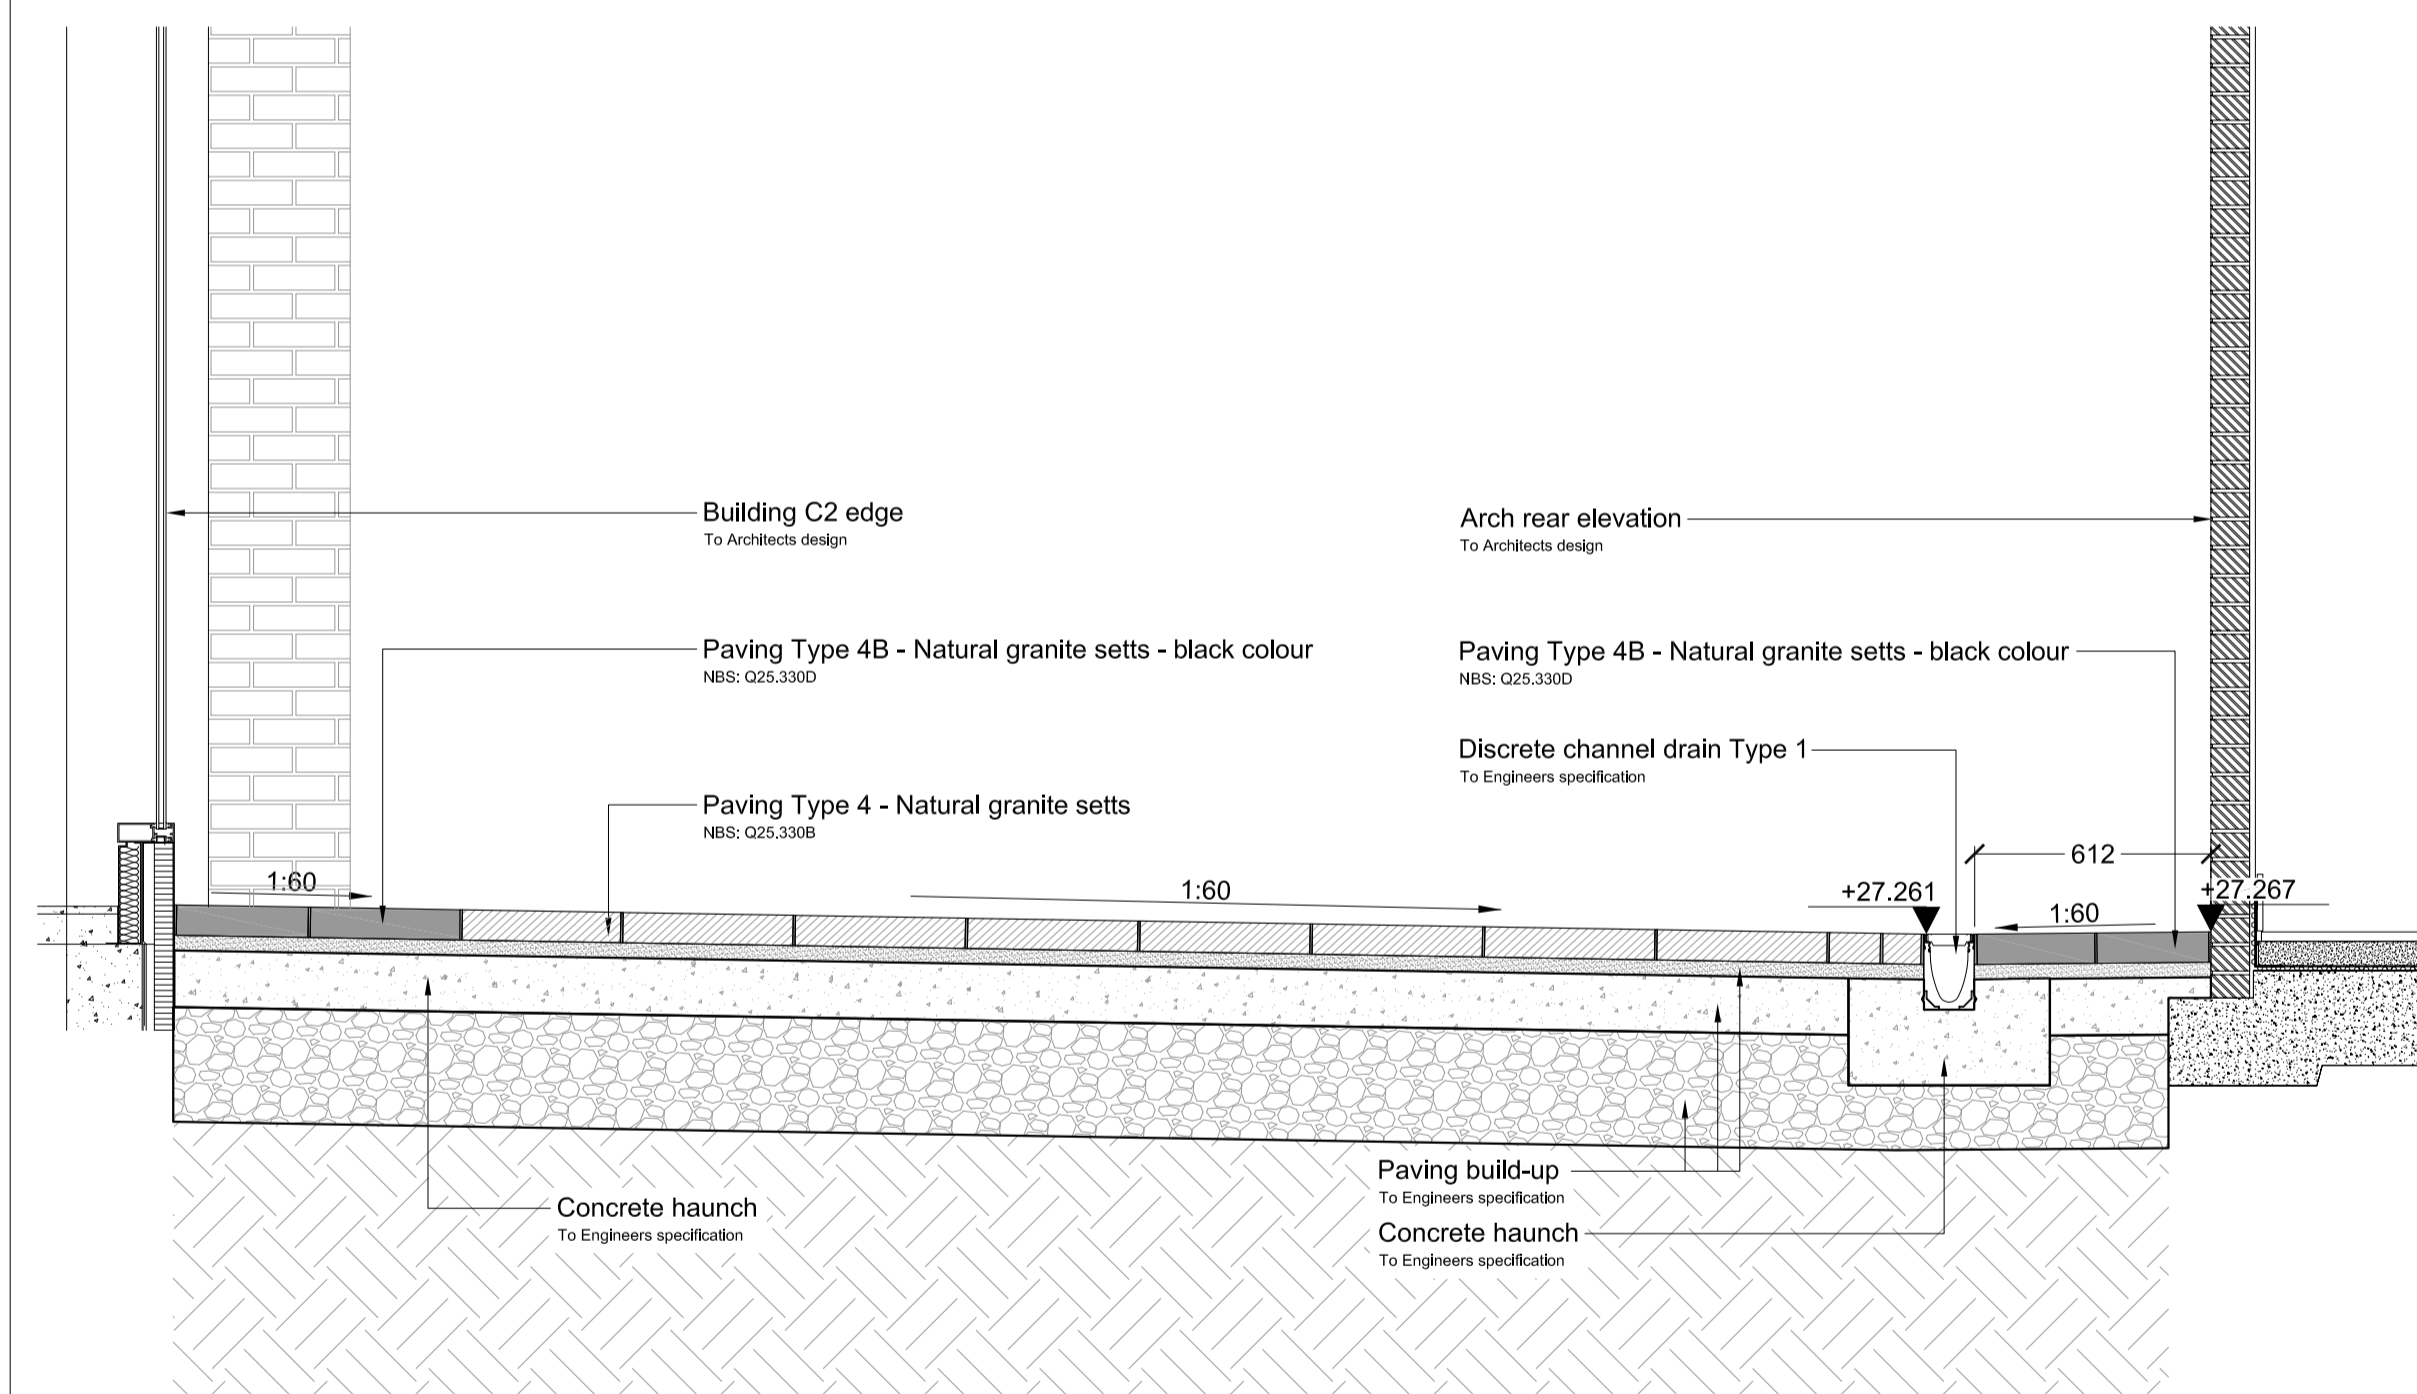 Building C2 edge
To Architects design
Arch rear elevation
To Architects design
Paving Type 4B - Natural granite setts - black colour
NBS: Q25.330D
Paving Type 4B - Natural granite setts - black colour
NBS: Q25.330D
Discrete channel drain Type 1
To Engineers specification
Paving Type 4 - Natural granite setts
NBS: Q25.330B
612
1:60
1:60
+27.261
+27.267
1:60
Paving build-up
To Engineers specification
Concrete haunch
To Engineers specification
Concrete haunch
To Engineers specification